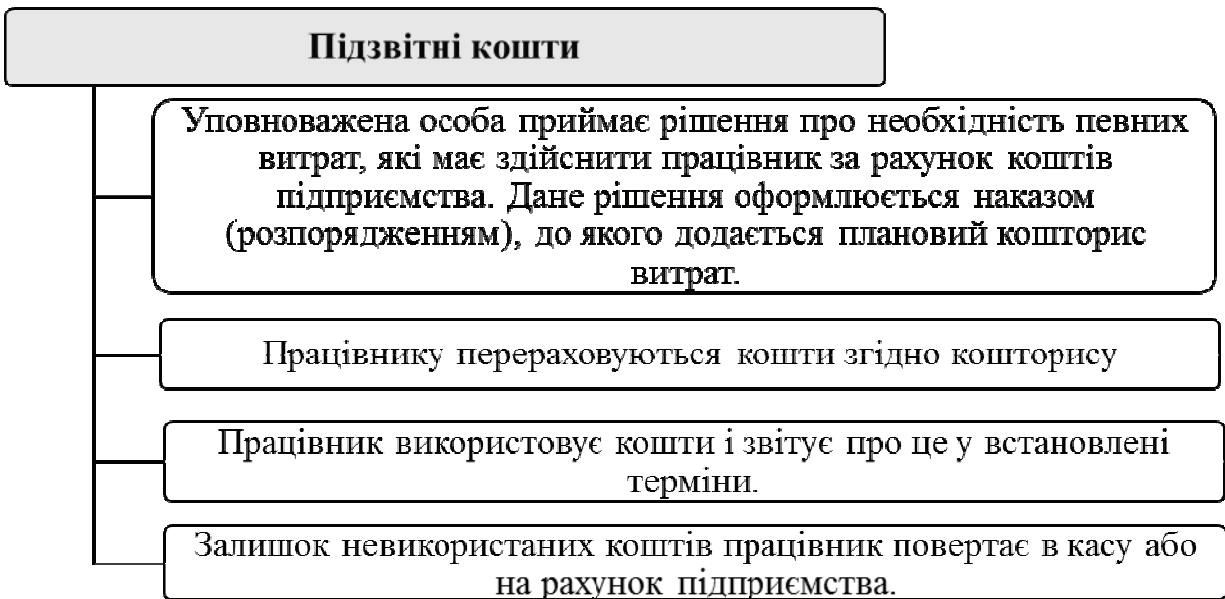 Підзвітні кошти
Уповноважена особа приймає рішення про необхідність певних
витрат, які має здійснити працівник за рахунок коштів
підприємства. Дане рішення оформлюється наказом
(розпорядженням), до якого додається плановий кошторис
витрат.
Працівнику перераховуються кошти згідно кошторису
Працівник використовує кошти і звітує про це у встановлені
терміни.
Залишок невикористаних коштів працівник повертає в касу або
на рахунок підприємства.